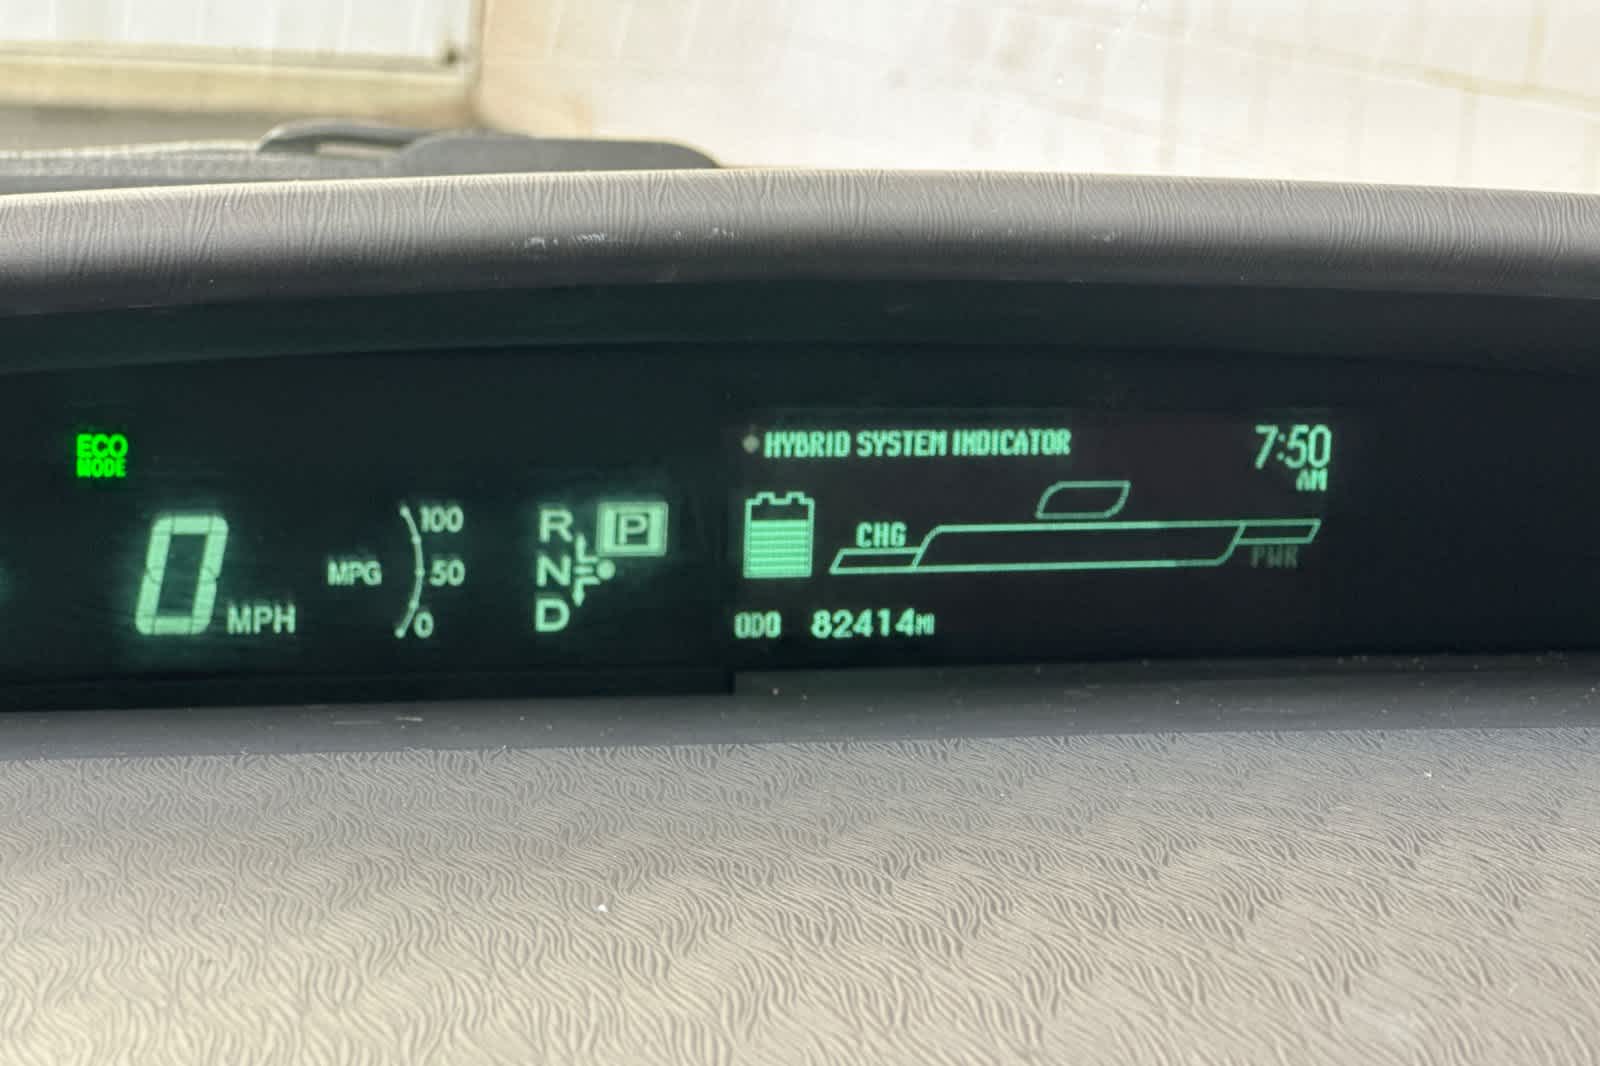 ECO
MODE
0 MPH
MPG
100
50
0
R
P
N
D
HYBRID SYSTEM INDICATOR
7:50
AM
CHG
PWR
ODO 82414MI